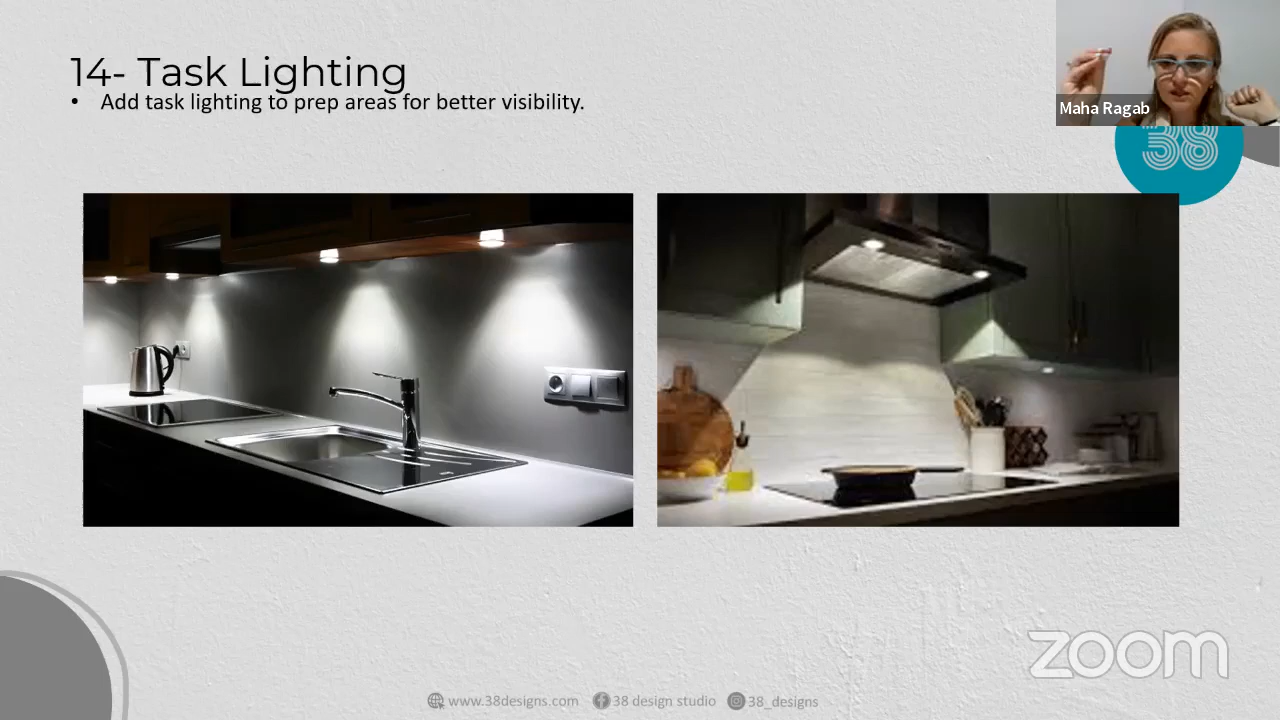 14- Task Lighting
• Add task lighting to prep areas for better visibility.
Maha Ragab
38
www.38designs.com 38 design studio 38_designs
zoom